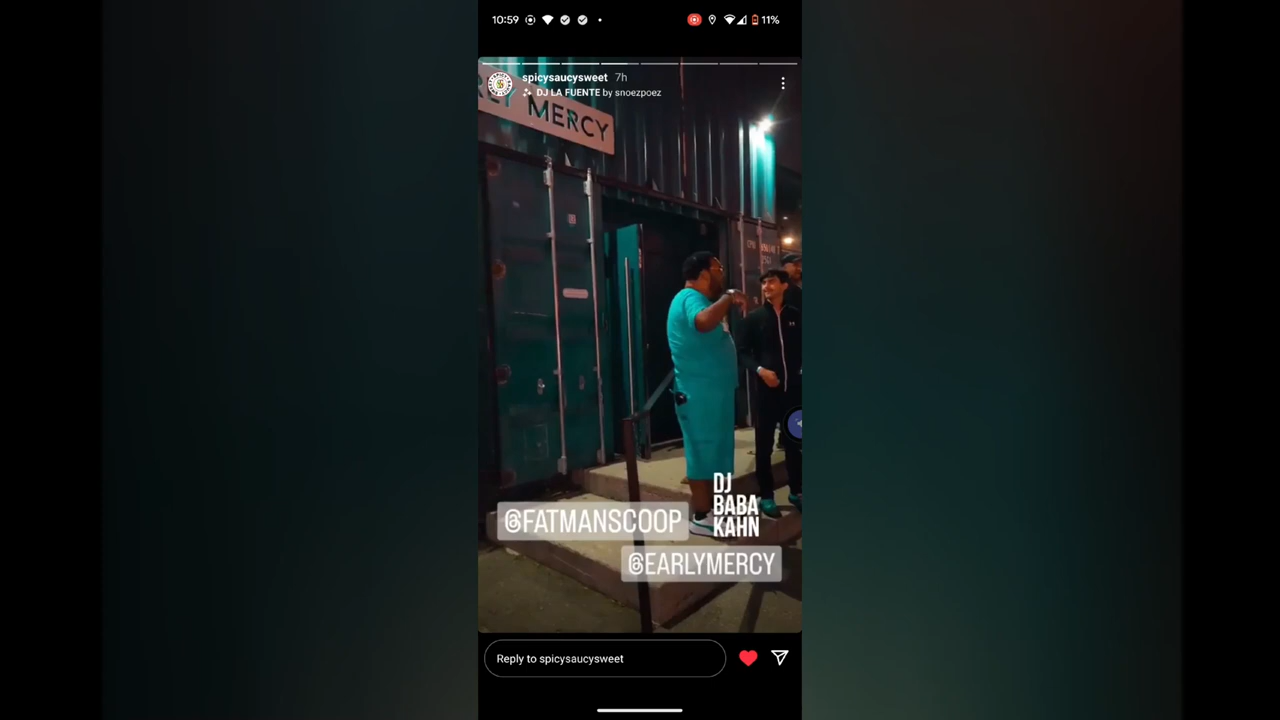 10:59
11%
spicysaucysweet 7h
DJ LA FUENTE by snoezpoez
MERCY
@FATMANSCOOP
DJ
BABA
KAHN
@EARLYMERCY
Reply to spicysaucysweet